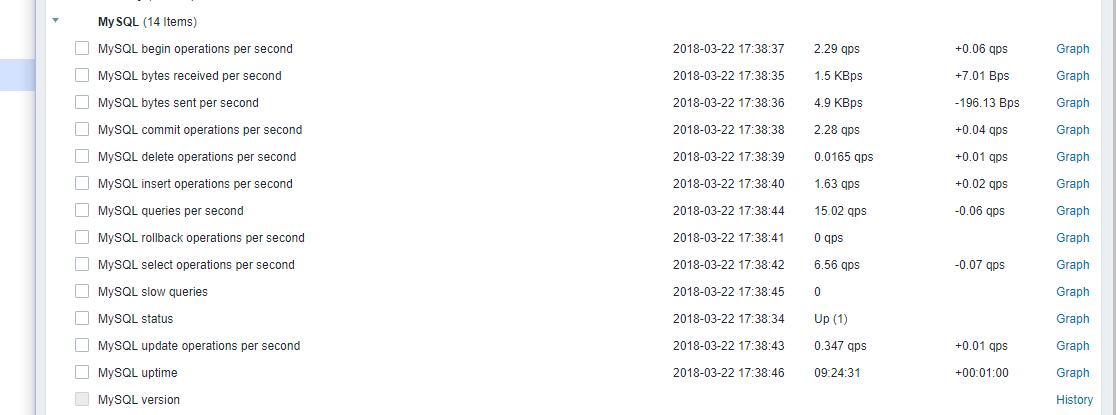 MySQL (14 Items)
MySQL begin operations per second 2018-03-22 17:38:37 2.29 qps +0.06 qps Graph
MySQL bytes received per second 2018-03-22 17:38:35 1.5 KBps +7.01 Bps Graph
MySQL bytes sent per second 2018-03-22 17:38:36 4.9 KBps -196.13 Bps Graph
MySQL commit operations per second 2018-03-22 17:38:38 2.28 qps +0.04 qps Graph
MySQL delete operations per second 2018-03-22 17:38:39 0.0165 qps +0.01 qps Graph
MySQL insert operations per second 2018-03-22 17:38:40 1.63 qps +0.02 qps Graph
MySQL queries per second 2018-03-22 17:38:44 15.02 qps -0.06 qps Graph
MySQL rollback operations per second 2018-03-22 17:38:41 0 qps Graph
MySQL select operations per second 2018-03-22 17:38:42 6.56 qps -0.07 qps Graph
MySQL slow queries 2018-03-22 17:38:45 0 Graph
MySQL status 2018-03-22 17:38:34 Up (1) Graph
MySQL update operations per second 2018-03-22 17:38:43 0.347 qps +0.01 qps Graph
MySQL uptime 2018-03-22 17:38:46 09:24:31 +00:01:00 Graph
MySQL version History